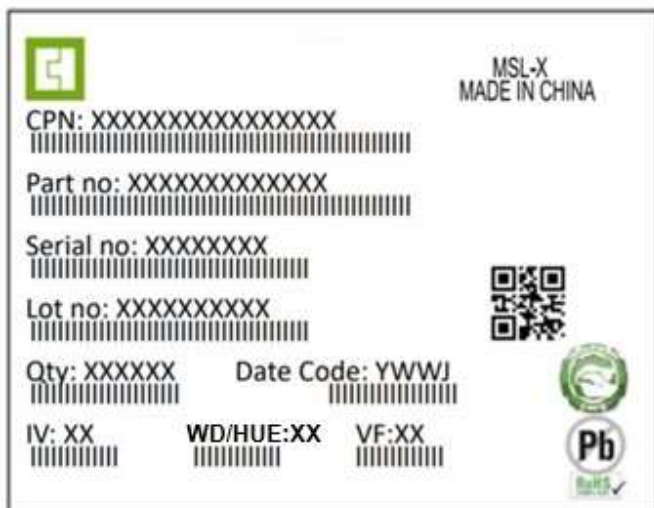 MSL-X
MADE IN CHINA
CPN: XXXXXXXXXXXXXXXX
Part no: XXXXXXXXXXXXX
Serial no: XXXXXXXX
Lot no: XXXXXXXXXX
Qty: XXXXXX Date Code: YWWJ
IV: XX WD/HUE:XX VF:XX
Pb
RoHS